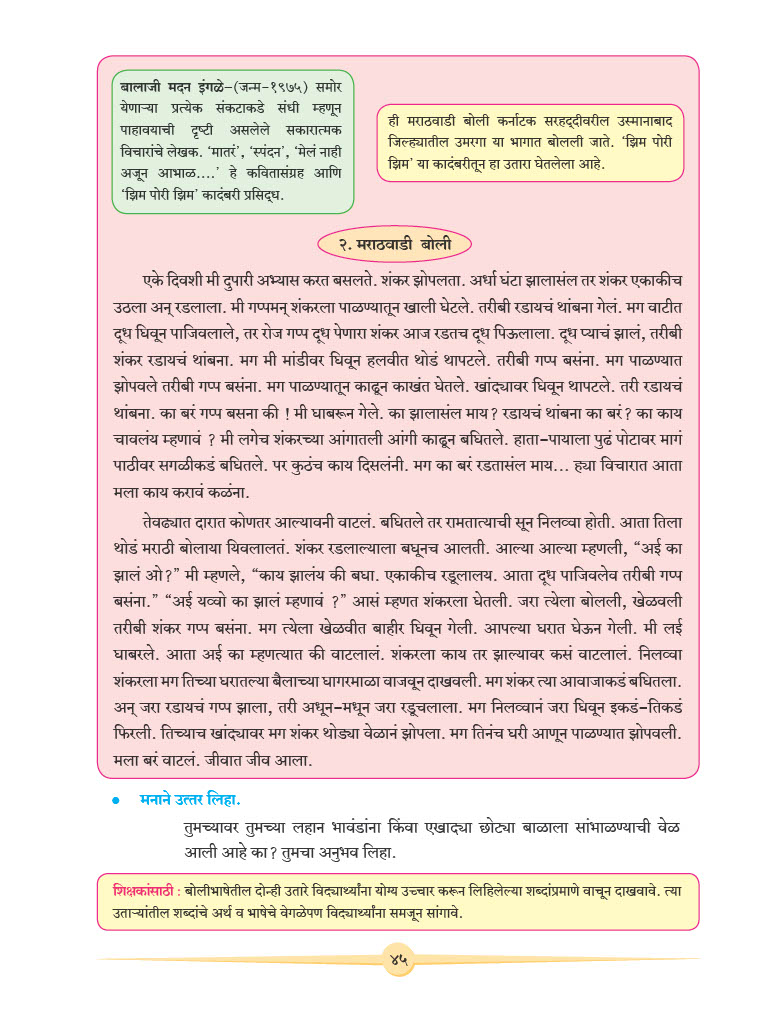 बालाजी मदन इंगळे–(जन्म-१९७५) समोर
येणाऱ्या प्रत्येक संकटाकडे संधी म्हणून
पाहावयाची दृष्टी असलेले सकारात्मक
विचारांचे लेखक. ‘मातरं’, ‘स्पंदन’, ‘मेलं नाही
अजून आभाळ....’ हे कवितासंग्रह आणि
‘झिम पोरी झिम’ कादंबरी प्रसिद्ध.
ही मराठवाडी बोली कर्नाटक सरहद्दीवरील उस्मानाबाद
जिल्ह्यातील उमरगा या भागात बोलली जाते. ‘झिम पोरी
झिम’ या कादंबरीतून हा उतारा घेतलेला आहे.
२. मराठवाडी बोली
एके दिवशी मी दुपारी अभ्यास करत बसलते. शंकर झोपलता. अर्धा घंटा झालासंल तर शंकर एकाकीच
उठला अन् रडलाला. मी गप्पमन् शंकरला पाळण्यातून खाली घेटले. तरीबी रडायचं थांबना गेलं. मग वाटीत
दूध घिवून पाजिवलाले, तर रोज गप्प दूध पेणारा शंकर आज रडतच दूध पिऊलाला. दूध प्याचं झालं, तरीबी
शंकर रडायचं थांबना. मग मी मांडीवर घिवून हलवीत थोडं थापटले. तरीबी गप्प बसंना. मग पाळण्यात
झोपवले तरीबी गप्प बसंना. मग पाळण्यातून काढून काखंत घेतले. खांद्यावर घिवून थापटले. तरी रडायचं
थांबना. का बरं गप्प बसना की ! मी घाबरून गेले. का झालासंल माय? रडायचं थांबना का बरं? का काय
चावलंय म्हणावं ? मी लगेच शंकरच्या आंगातली आंगी काढून बघितले. हाता-पायाला पुढं पोटावर मागं
पाठीवर सगळीकडं बघितले. पर कुठंच काय दिसलंनी. मग का बरं रडतासंल माय... ह्या विचारात आता
मला काय करावं कळंना.
तेवढ्यात दारात कोणतर आल्यावनी वाटलं. बघितले तर रामतात्याची सून निलव्वा होती. आता तिला
थोडं मराठी बोलाया यिवलालतं. शंकर रडलाल्याला बघूनच आलती. आल्या आल्या म्हणली, “अई का
झालं ओ?” मी म्हणले, “काय झालंय की बघा. एकाकीच रडूलालय. आता दूध पाजिवलेव तरीबी गप्प
बसंना.” “अई यव्वो का झालं म्हणावं ?” आसं म्हणत शंकरला घेतली. जरा त्येला बोलली, खेळवली
तरीबी शंकर गप्प बसंना. मग त्येला खेळवीत बाहीर घिवून गेली. आपल्या घरात घेऊन गेली. मी लई
घाबरले. आता अई का म्हणत्यात की वाटलालं. शंकरला काय तर झाल्यावर कसं वाटलालं. निलव्वा
शंकरला मग तिच्या घरातल्या बैलाच्या घागरमाळा वाजवून दाखवली. मग शंकर त्या आवाजाकडं बघितला.
अन् जरा रडायचं गप्प झाला, तरी अधून-मधून जरा रडूचलाला. मग निलव्वानं जरा घिवून इकडं-तिकडं
फिरली. तिच्याच खांद्यावर मग शंकर थोड्या वेळानं झोपला. मग तिनंच घरी आणून पाळण्यात झोपवली.
मला बरं वाटलं. जीवात जीव आला.
● मनाने उत्तर लिहा.
तुमच्यावर तुमच्या लहान भावंडांना किंवा एखाद्या छोट्या बाळाला सांभाळण्याची वेळ
आली आहे का? तुमचा अनुभव लिहा.
शिक्षकांसाठी : बोलीभाषेतील दोन्ही उतारे विद्यार्थ्यांना योग्य उच्चार करून लिहिलेल्या शब्दांप्रमाणे वाचून दाखवावे. त्या
उताऱ्यांतील शब्दांचे अर्थ व भाषेचे वेगळेपण विद्यार्थ्यांना समजून सांगावे.
४५